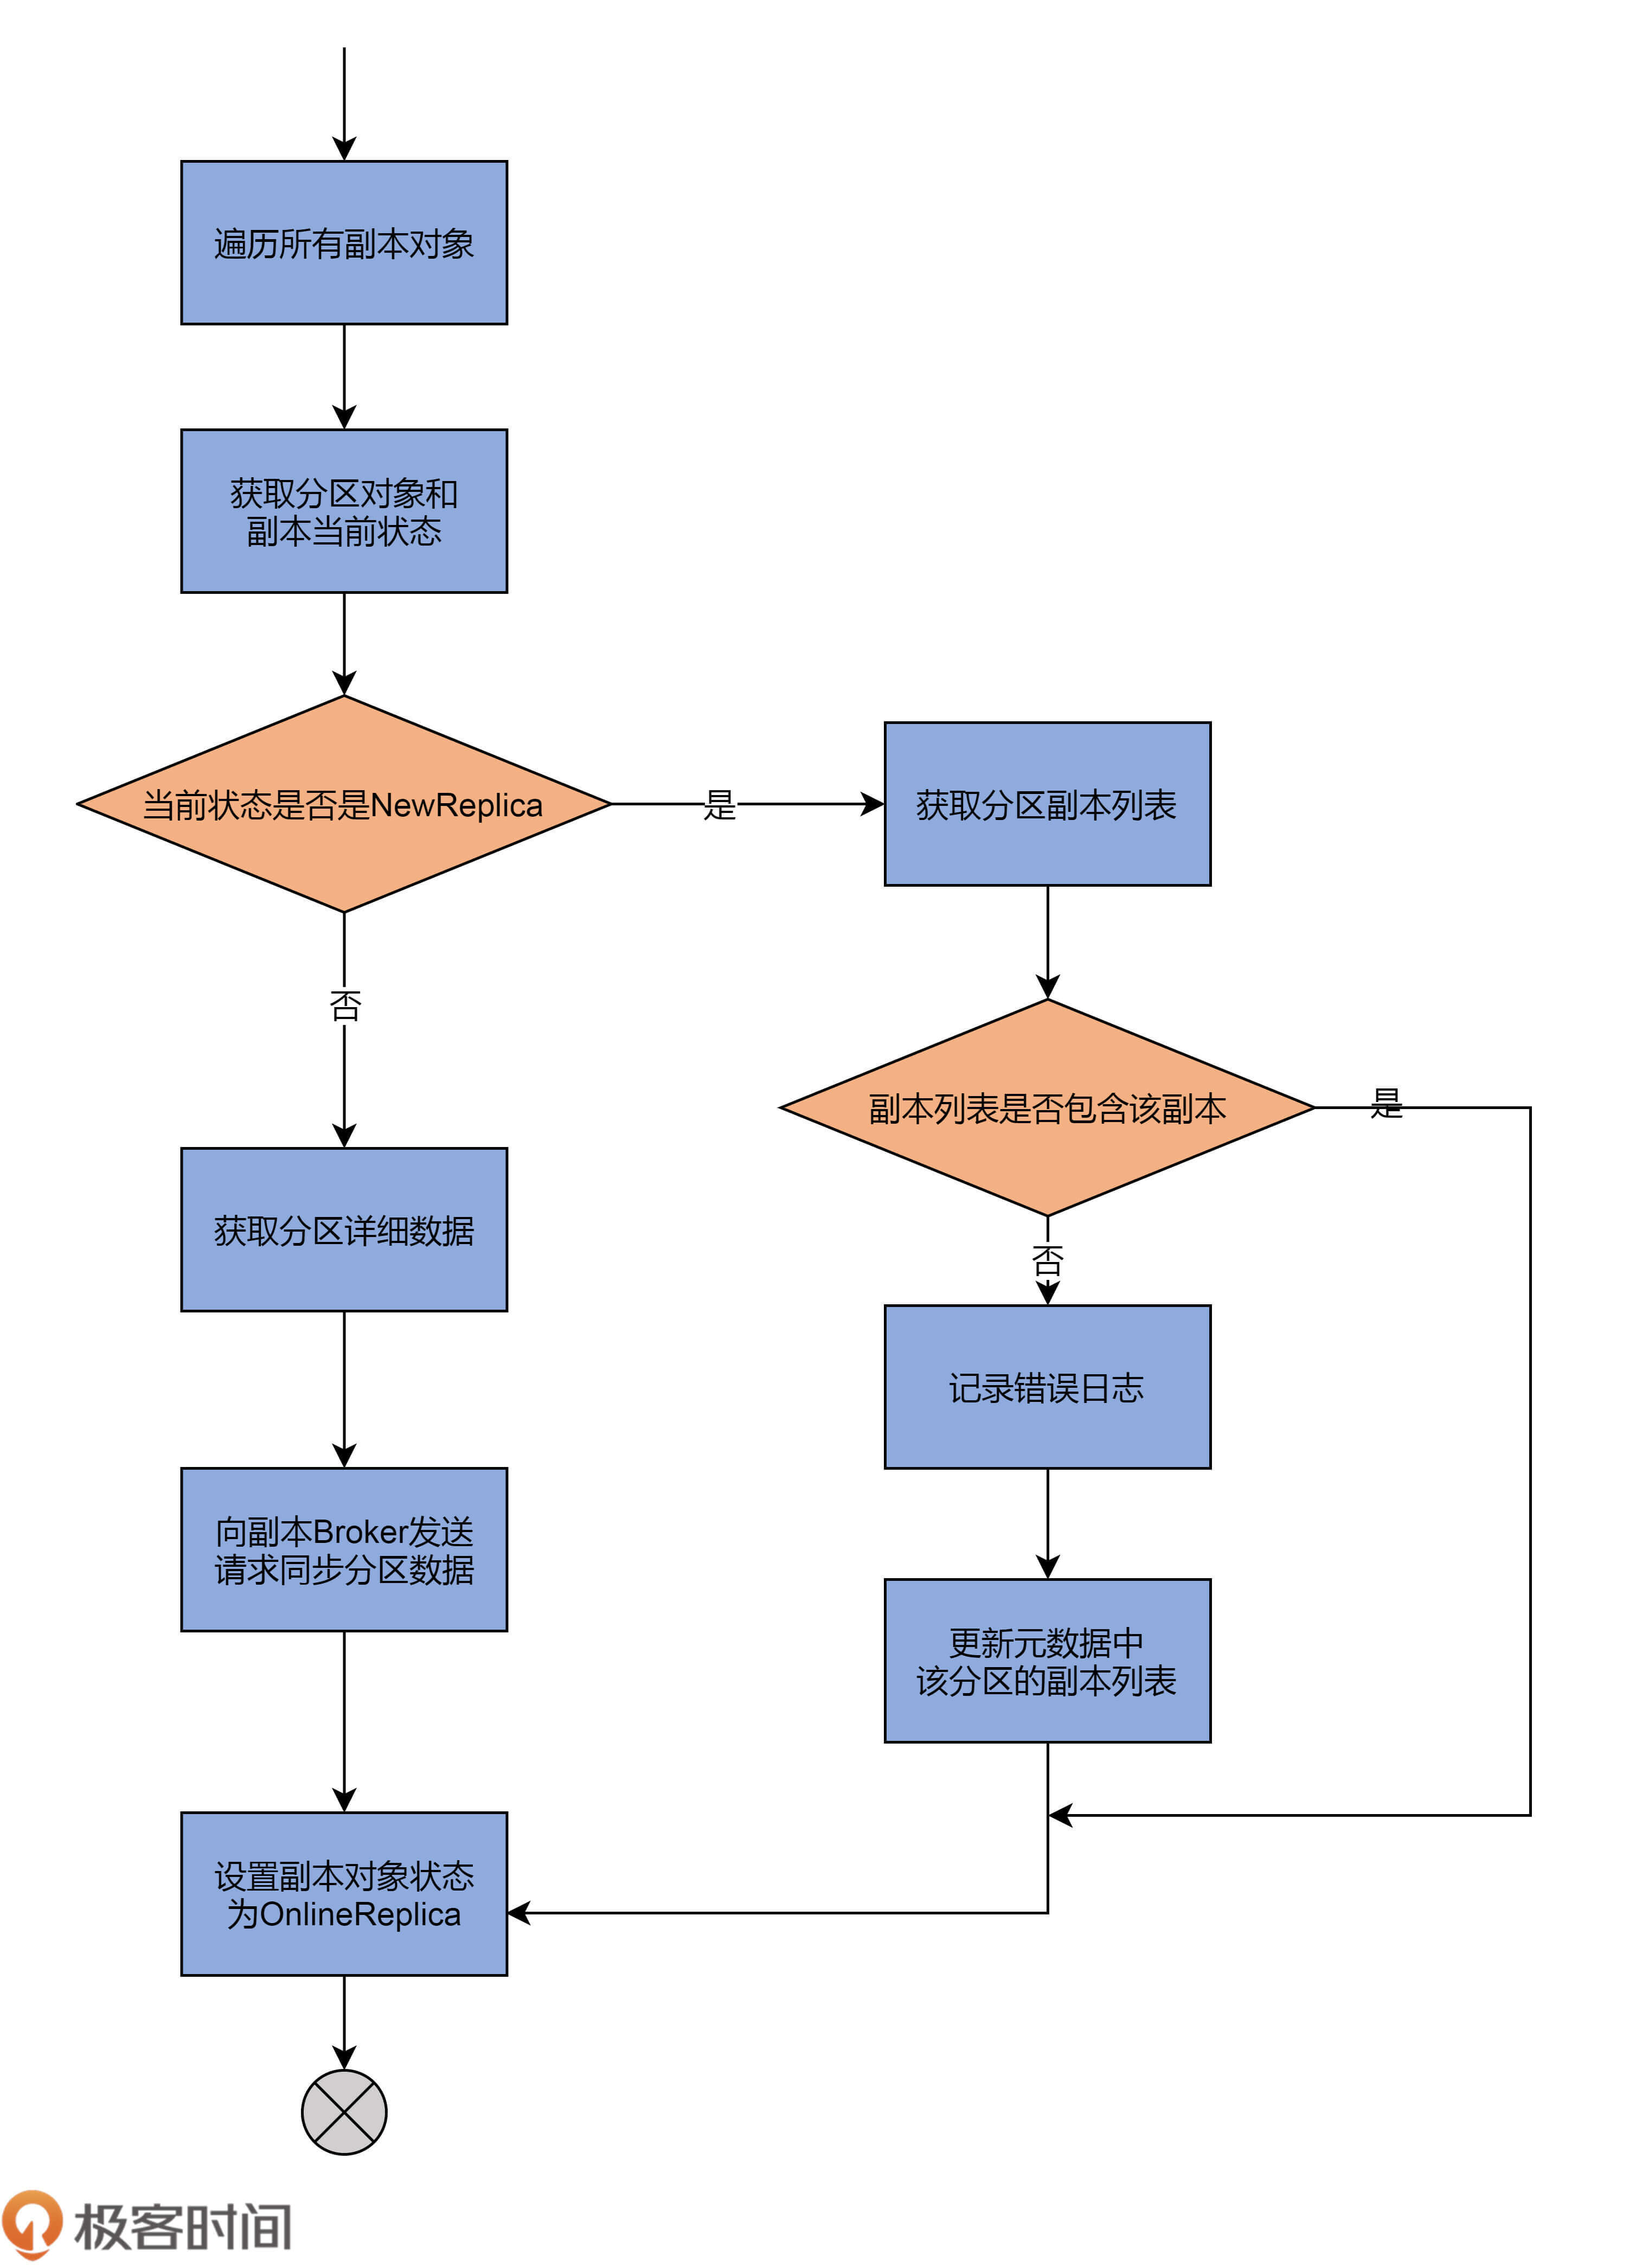 遍历所有副本对象
获取分区对象和
副本当前状态
当前状态是否是NewReplica
是
获取分区副本列表
否
副本列表是否包含该副本
是
否
获取分区详细数据
记录错误日志
向副本Broker发送
请求同步分区数据
更新元数据中
该分区的副本列表
设置副本对象状态
为OnlineReplica
极客时间